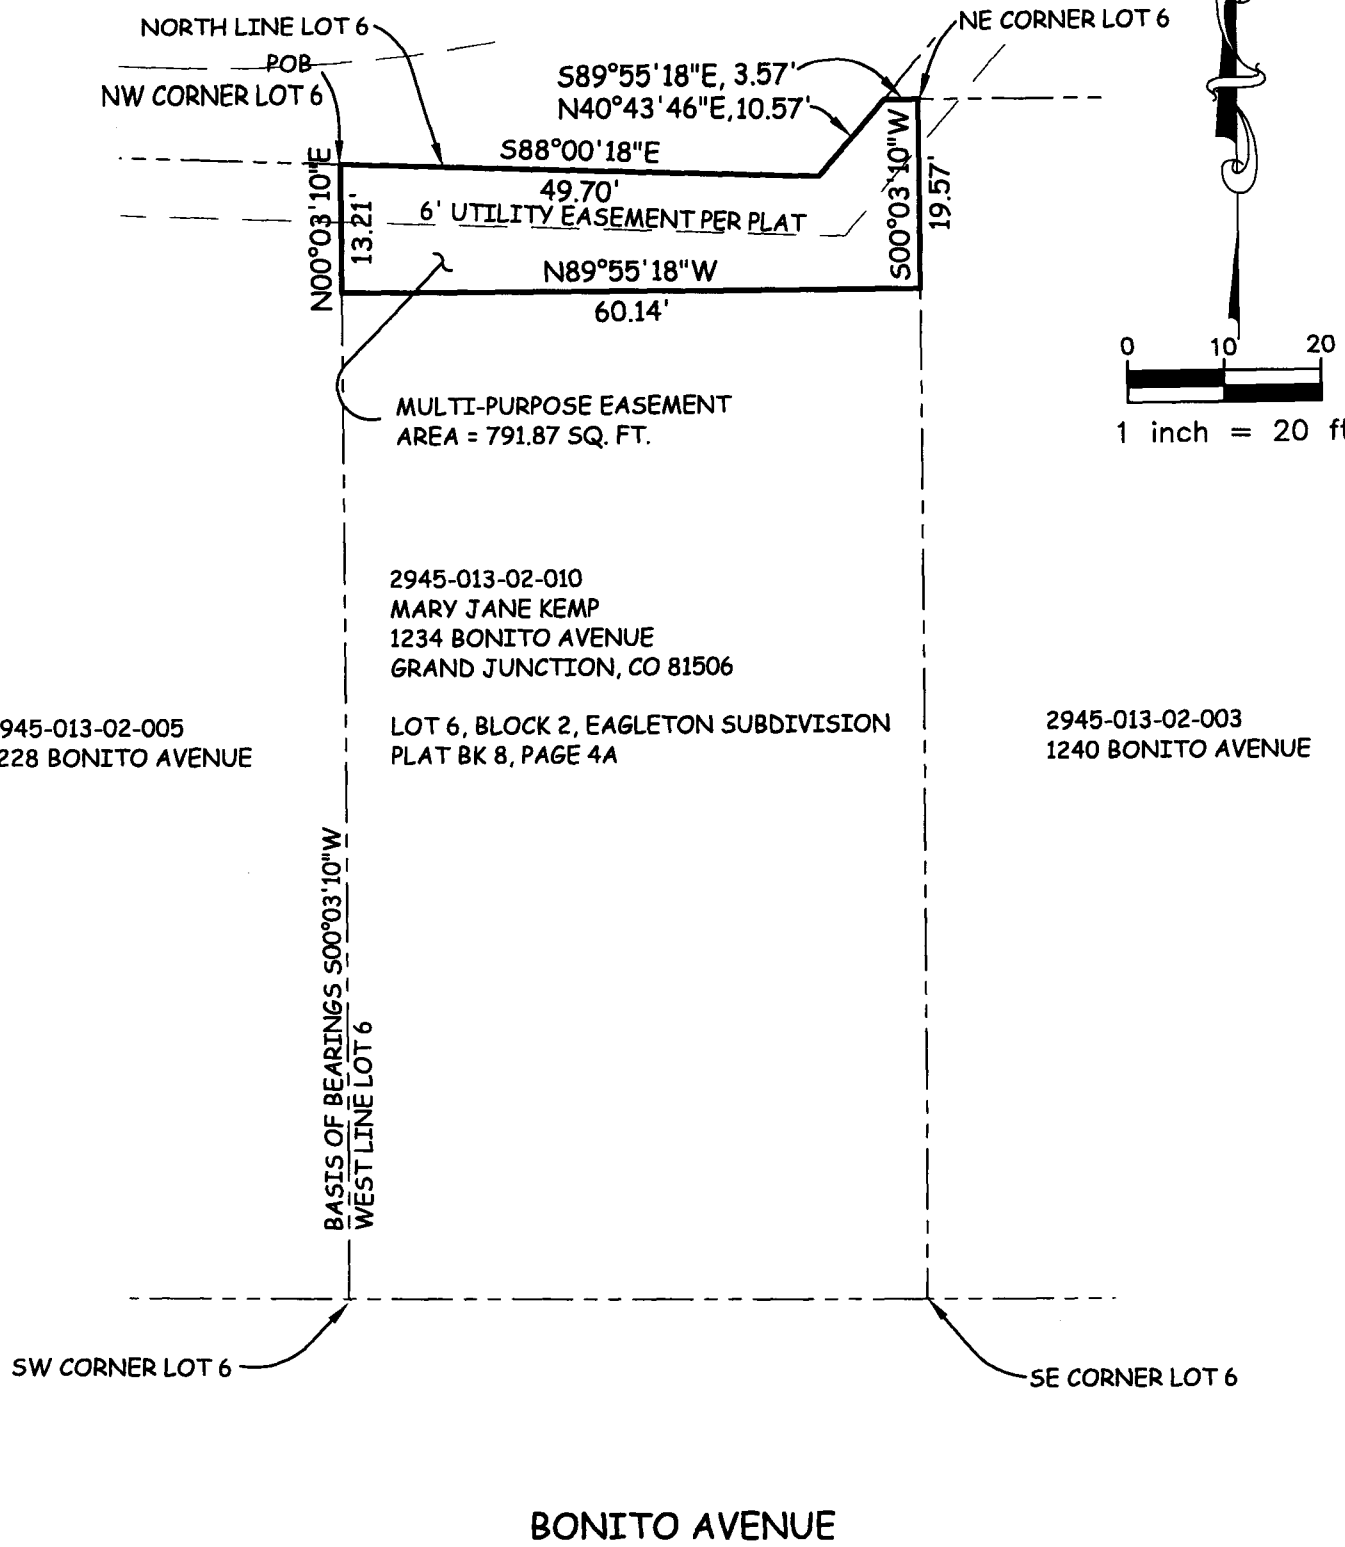 NORTH LINE LOT 6
NE CORNER LOT 6
POB
NW CORNER LOT 6
S89°55'18"E, 3.57'
N40°43'46"E, 10.57'
S88°00'18"E
49.70'
6' UTILITY EASEMENT PER PLAT
N00°03'10"E
13.21'
S00°03'10"W
19.57'
N89°55'18"W
60.14'
0 10 20
1 inch = 20 ft
MULTI-PURPOSE EASEMENT
AREA = 791.87 SQ. FT.
2945-013-02-010
MARY JANE KEMP
1234 BONITO AVENUE
GRAND JUNCTION, CO 81506
LOT 6, BLOCK 2, EAGLETON SUBDIVISION
PLAT BK 8, PAGE 4A
945-013-02-005
228 BONITO AVENUE
2945-013-02-003
1240 BONITO AVENUE
BASIS OF BEARINGS S00°03'10"W
WEST LINE LOT 6
SW CORNER LOT 6
SE CORNER LOT 6
BONITO AVENUE